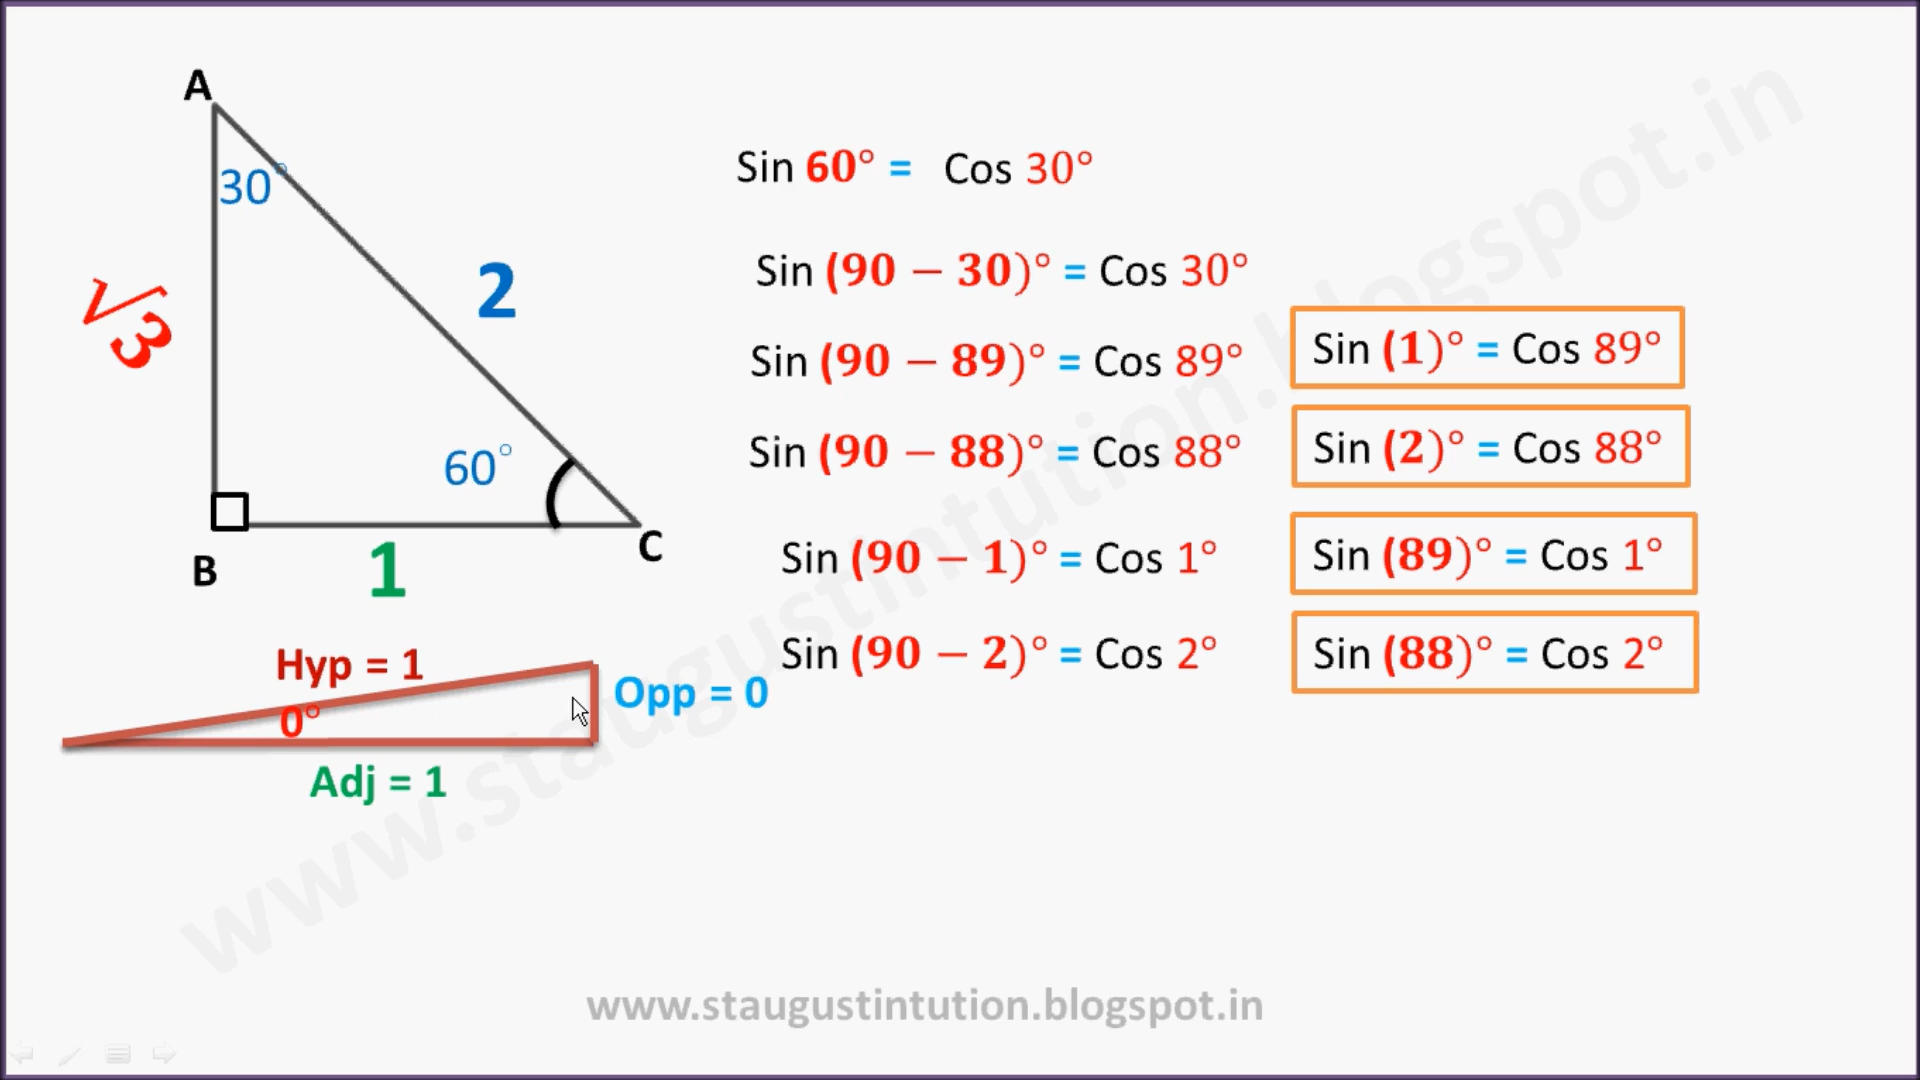 A
30°
√3
2
60°
B
1
C
Hyp = 1
0°
Opp = 0
Adj = 1
Sin 60° = Cos 30°
Sin (90 − 30)° = Cos 30°
Sin (90 − 89)° = Cos 89°
Sin (1)° = Cos 89°
Sin (90 − 88)° = Cos 88°
Sin (2)° = Cos 88°
Sin (90 − 1)° = Cos 1°
Sin (89)° = Cos 1°
Sin (90 − 2)° = Cos 2°
Sin (88)° = Cos 2°
www.staugustintution.blogspot.in
www.staugustintution.blogspot.in